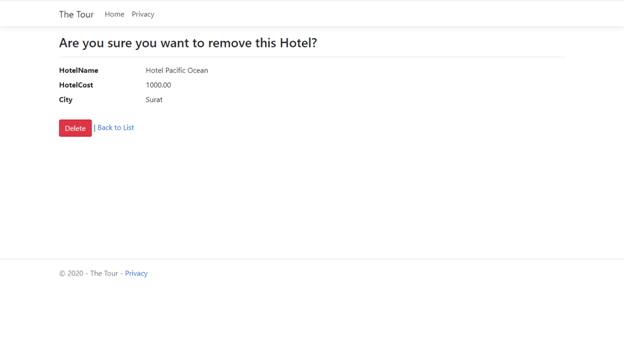 The Tour Home Privacy
Are you sure you want to remove this Hotel?
HotelName Hotel Pacific Ocean
HotelCost 1000.00
City Surat
Delete | Back to List
© 2020 - The Tour - Privacy